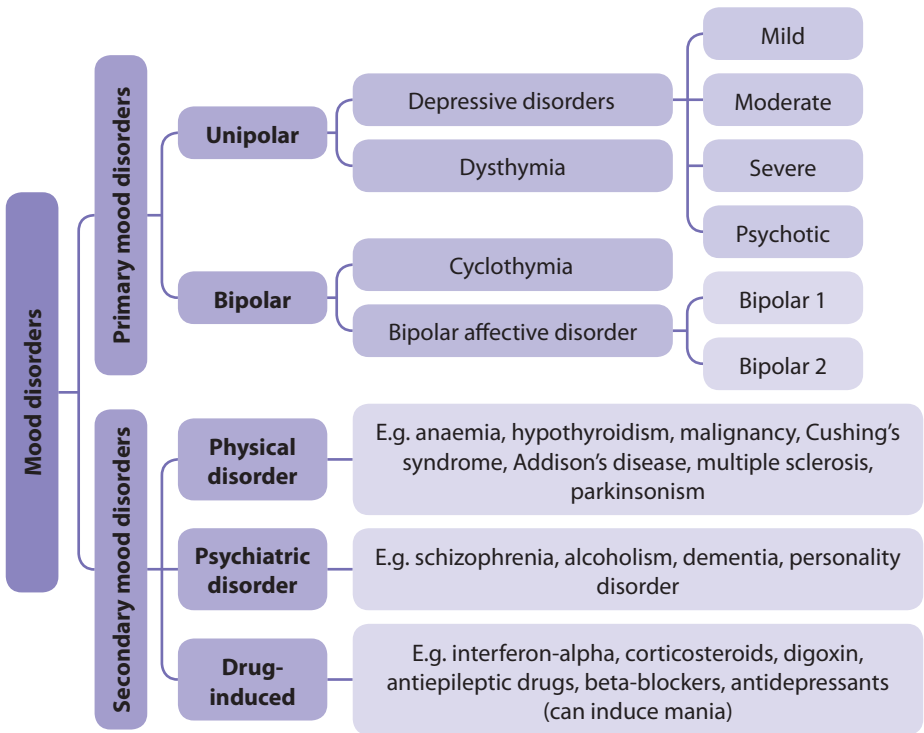 Mood disorders
Primary mood disorders
Unipolar
Depressive disorders
Mild
Moderate
Severe
Psychotic
Dysthymia
Bipolar
Cyclothymia
Bipolar affective disorder
Bipolar 1
Bipolar 2
Secondary mood disorders
Physical
disorder
E.g. anaemia, hypothyroidism, malignancy, Cushing’s
syndrome, Addison’s disease, multiple sclerosis,
parkinsonism
Psychiatric
disorder
E.g. schizophrenia, alcoholism, dementia, personality
disorder
Drug-
induced
E.g. interferon-alpha, corticosteroids, digoxin,
antiepileptic drugs, beta-blockers, antidepressants
(can induce mania)